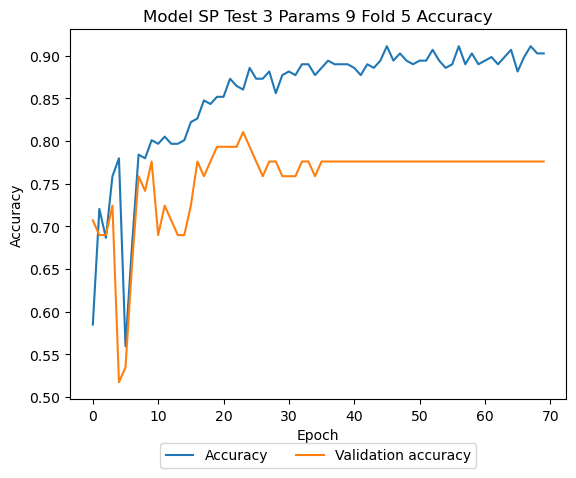 Model SP Test 3 Params 9 Fold 5 Accuracy
0.90
0.85
0.80
0.75
0.70
0.65
0.60
0.55
0.50
Accuracy
0 10 20 30 40 50 60 70
Epoch
Accuracy Validation accuracy